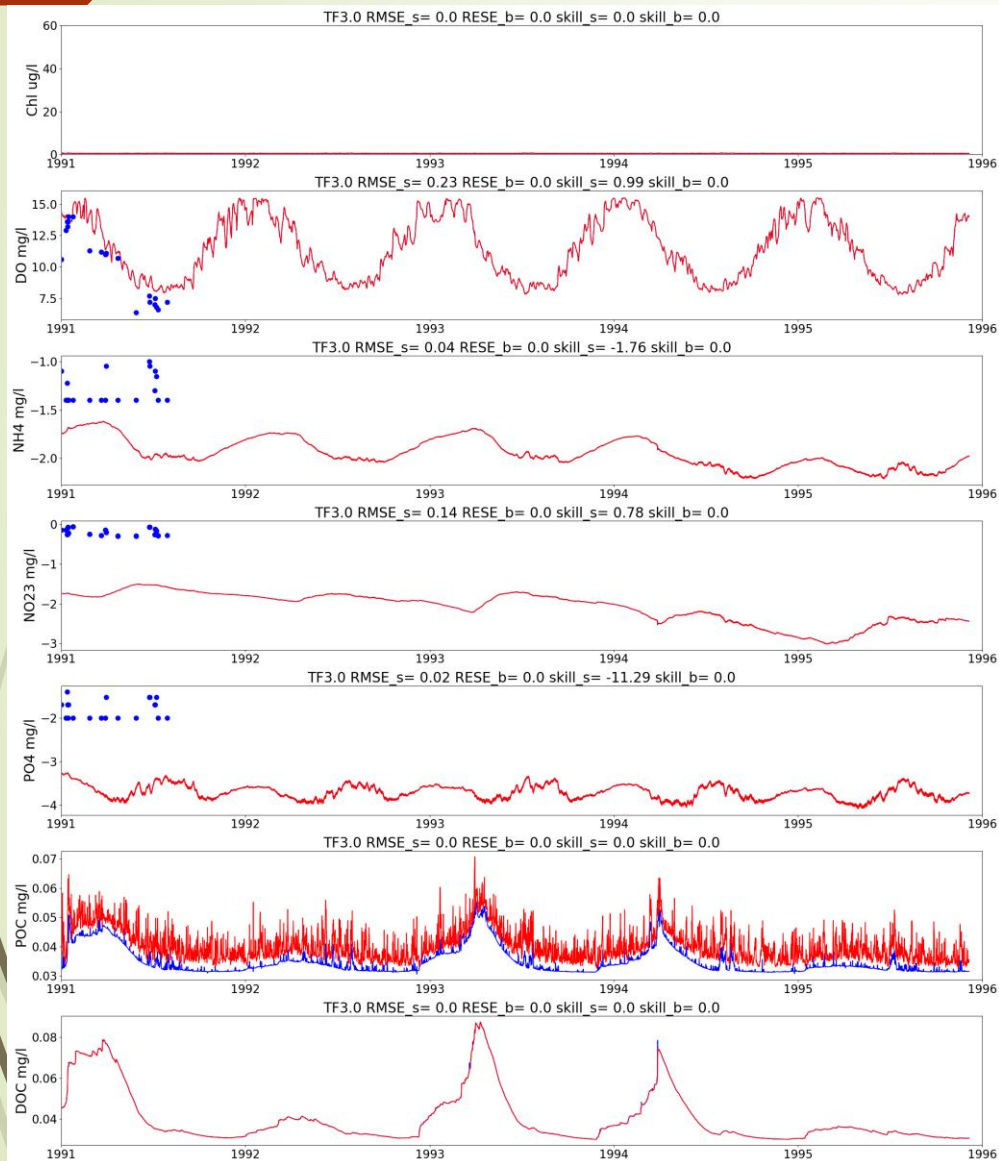 TF3.0 RMSE_s= 0.0 RESE_b= 0.0 skill_s= 0.0 skill_b= 0.0
Chl ug/l
60
40
20
0
1991 1992 1993 1994 1995 1996
TF3.0 RMSE_s= 0.23 RESE_b= 0.0 skill_s= 0.99 skill_b= 0.0
DO mg/l
15.0
12.5
10.0
7.5
1991 1992 1993 1994 1995 1996
TF3.0 RMSE_s= 0.04 RESE_b= 0.0 skill_s= -1.76 skill_b= 0.0
NH4 mg/l
−1.0
−1.5
−2.0
1991 1992 1993 1994 1995 1996
TF3.0 RMSE_s= 0.14 RESE_b= 0.0 skill_s= 0.78 skill_b= 0.0
NO23 mg/l
0
−1
−2
−3
1991 1992 1993 1994 1995 1996
TF3.0 RMSE_s= 0.02 RESE_b= 0.0 skill_s= -11.29 skill_b= 0.0
PO4 mg/l
−2
−3
−4
1991 1992 1993 1994 1995 1996
TF3.0 RMSE_s= 0.0 RESE_b= 0.0 skill_s= 0.0 skill_b= 0.0
POC mg/l
0.07
0.06
0.05
0.04
0.03
1991 1992 1993 1994 1995 1996
TF3.0 RMSE_s= 0.0 RESE_b= 0.0 skill_s= 0.0 skill_b= 0.0
DOC mg/l
0.08
0.06
0.04
1991 1992 1993 1994 1995 1996